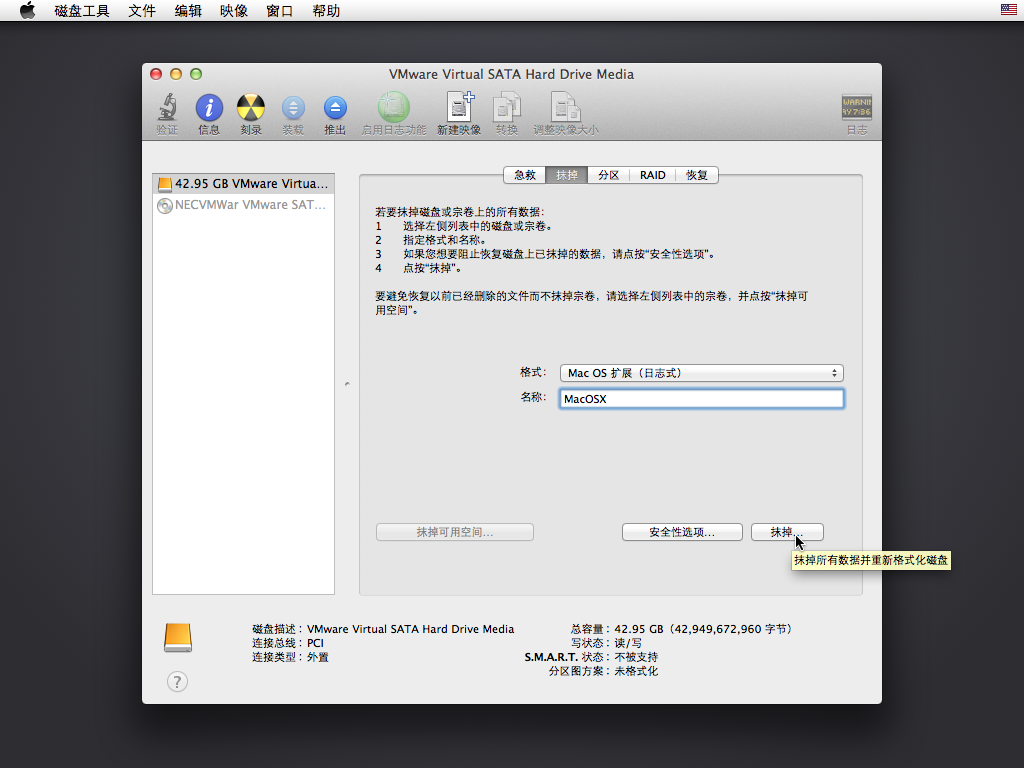 磁盘工具 文件 编辑 映像 窗口 帮助
VMware Virtual SATA Hard Drive Media
验证 信息 刻录 装载 推出 启用日志功能 新建映像 转换 调整映像大小 日志
WARNIN
AY 7:36
急救 抹掉 分区 RAID 恢复
42.95 GB VMware Virtua...
NECVMWar VMware SAT...
若要抹掉磁盘或宗卷上的所有数据：
1 选择左侧列表中的磁盘或宗卷。
2 指定格式和名称。
3 如果您想要阻止恢复磁盘上已抹掉的数据，请点按“安全性选项”。
4 点按“抹掉”。
要避免恢复以前已经删除的文件而不抹掉宗卷，请选择左侧列表中的宗卷，并点按“抹掉可
用空间”。
格式： Mac OS 扩展（日志式）
名称： MacOSX
抹掉可用空间... 安全性选项... 抹掉...
抹掉所有数据并重新格式化磁盘
磁盘描述：VMware Virtual SATA Hard Drive Media
连接总线：PCI
连接类型：外置
总容量：42.95 GB（42,949,672,960 字节）
写状态：读/写
S.M.A.R.T. 状态：不被支持
分区图方案：未格式化
?